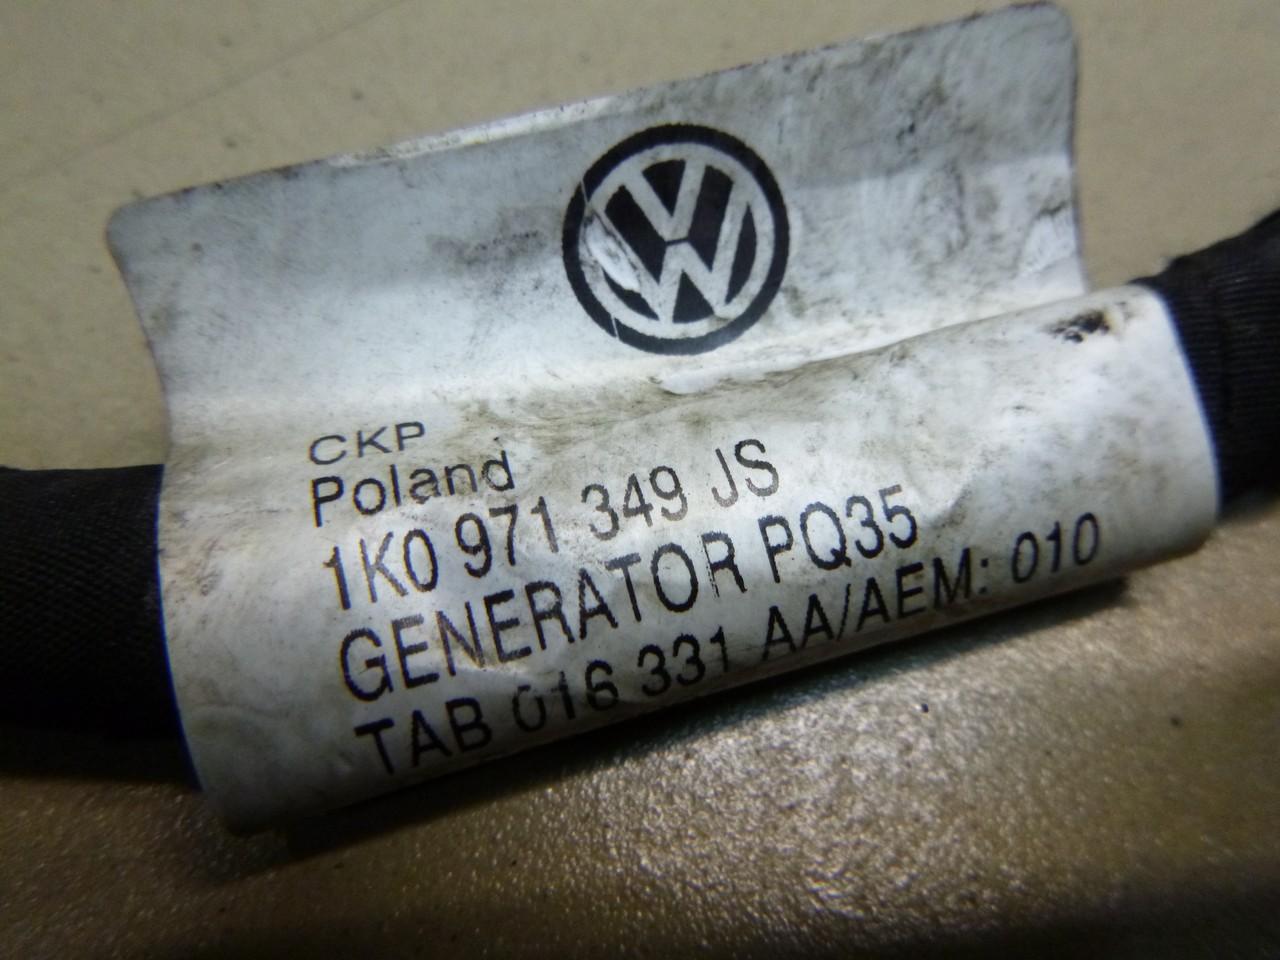 CKP
Poland
1K0 971 349 JS
GENERATOR PQ35
TAB 016 331 AA/AEM: 010